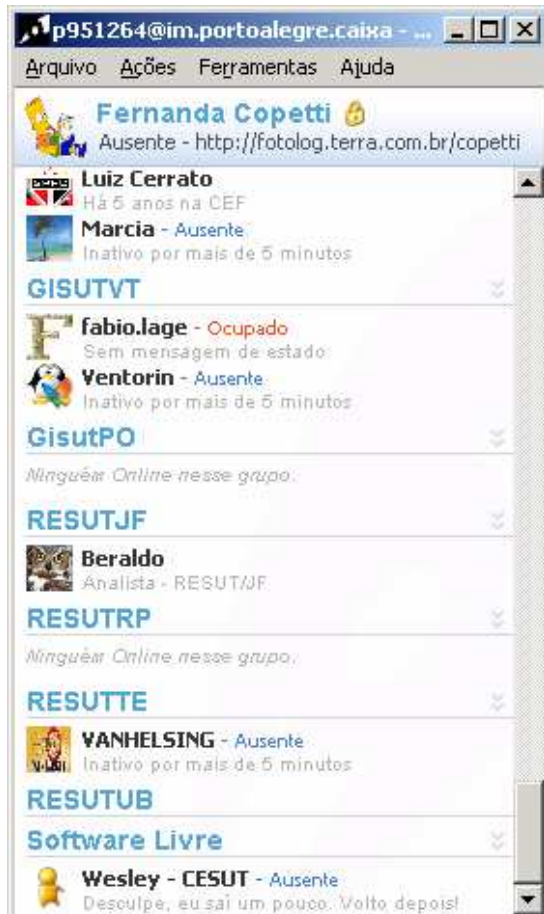 p951264@im.portoalegre.caixa - ...
Arquivo Ações Ferramentas Ajuda
Fernanda Copetti
Ausente - http://fotolog.terra.com.br/copetti
Luiz Cerrato
Há 5 anos na CEF
Marcia - Ausente
Inativo por mais de 5 minutos
GISUTVT
fabio.lage - Ocupado
Sem mensagem de estado
Ventorin - Ausente
Inativo por mais de 5 minutos
GisutPO
Ninguém Online nesse grupo.
RESUTJF
Beraldo
Analista - RESUT/JF
RESUTRP
Ninguém Online nesse grupo.
RESUTTE
VANHELSING - Ausente
Inativo por mais de 5 minutos
RESUTUB
Software Livre
Wesley - CESUT - Ausente
Desculpe, eu saí um pouco. Volto depois!